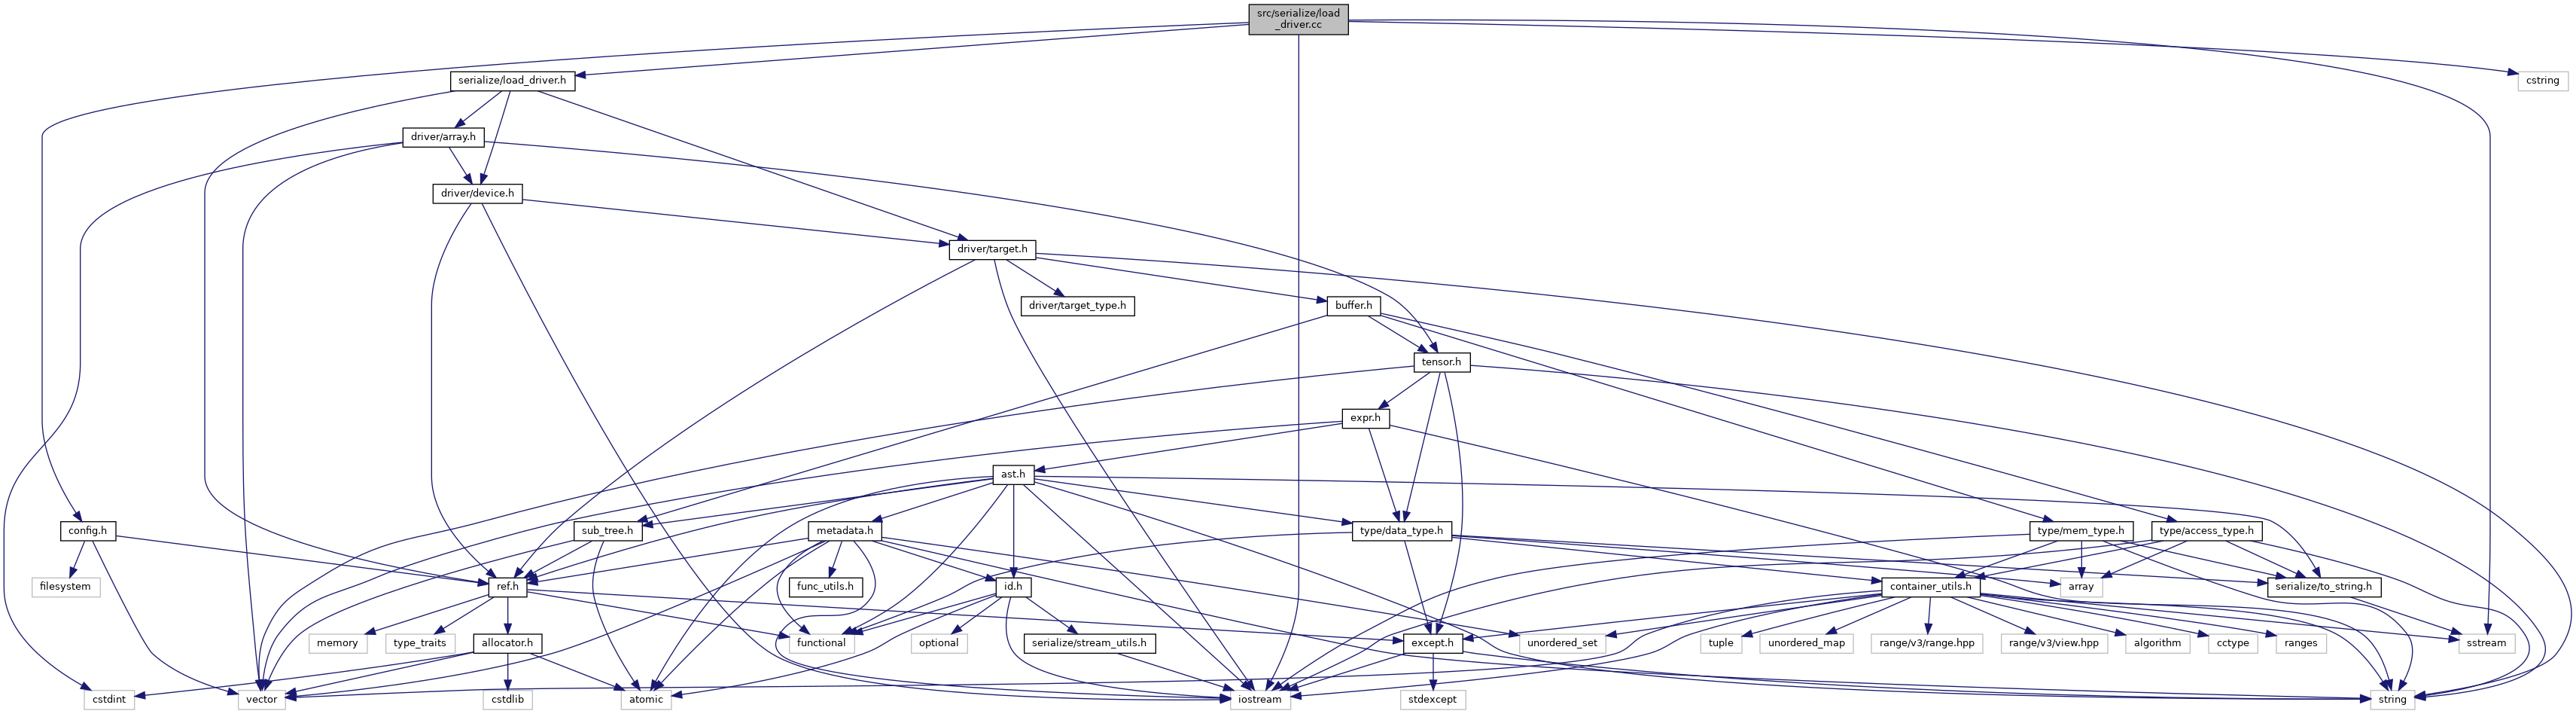 src/serialize/load
_driver.cc
serialize/load_driver.h
cstring
driver/array.h
driver/device.h
driver/target.h
driver/target_type.h
buffer.h
tensor.h
expr.h
ast.h
config.h
sub_tree.h
metadata.h
type/data_type.h
type/mem_type.h
type/access_type.h
filesystem
ref.h
func_utils.h
id.h
container_utils.h
array
serialize/to_string.h
memory
type_traits
allocator.h
functional
optional
serialize/stream_utils.h
except.h
unordered_set
tuple
unordered_map
range/v3/range.hpp
range/v3/view.hpp
algorithm
cctype
ranges
sstream
cstdint
vector
cstdlib
atomic
iostream
stdexcept
string